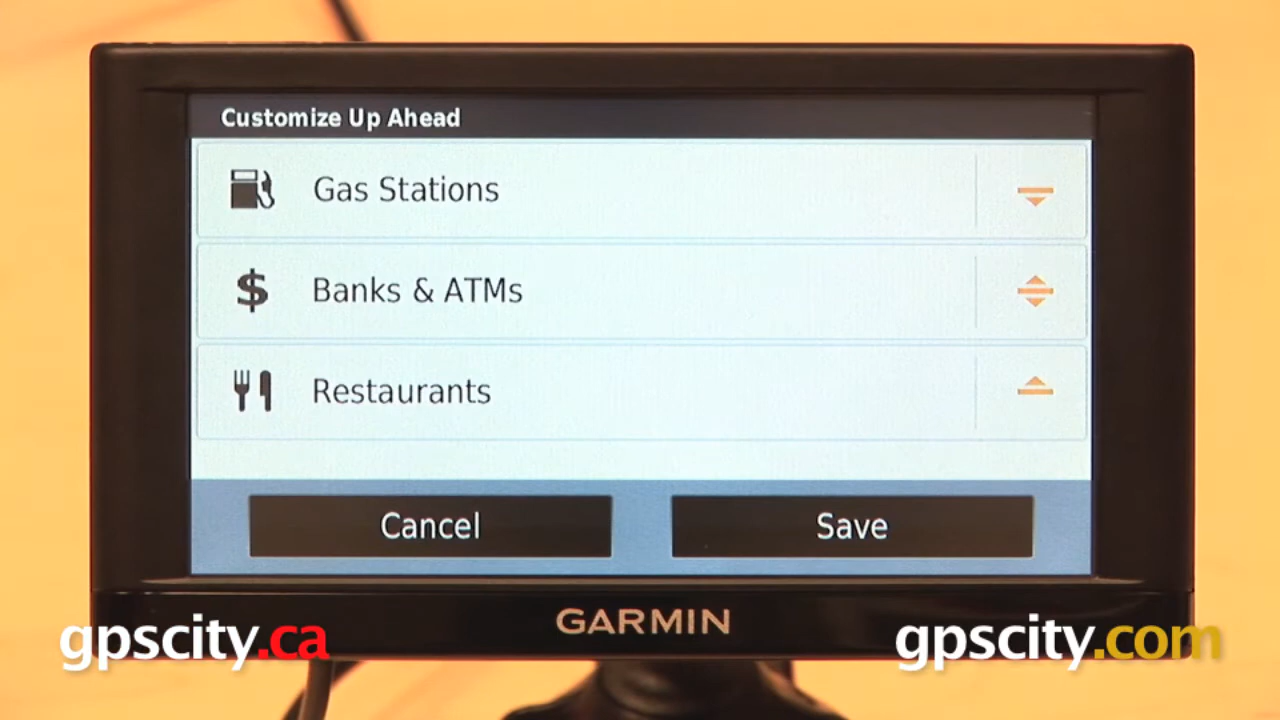 Customize Up Ahead
Gas Stations
$ Banks & ATMs
Restaurants
Cancel Save
GARMIN
gpscity.ca gpscity.com